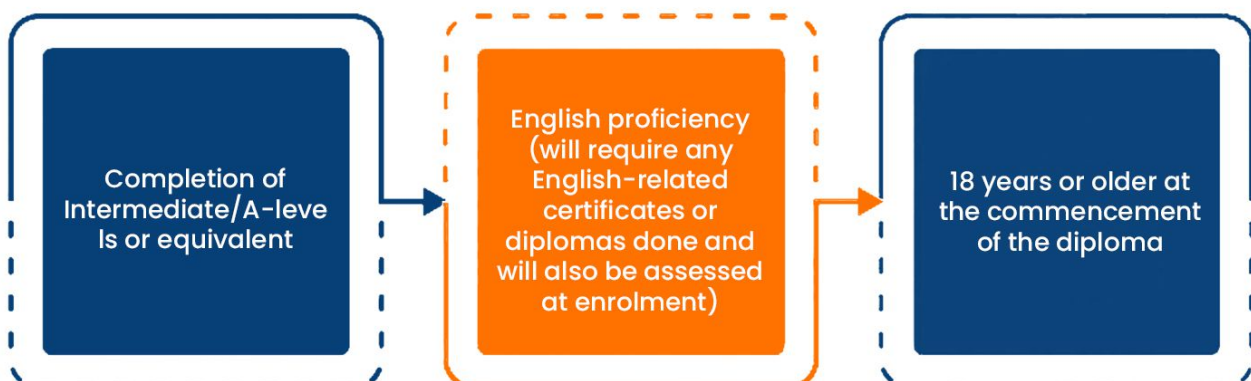 Completion of
Intermediate/A-leve
ls or equivalent
English proficiency
(will require any
English-related
certificates or
diplomas done and
will also be assessed
at enrolment)
18 years or older at
the commencement
of the diploma